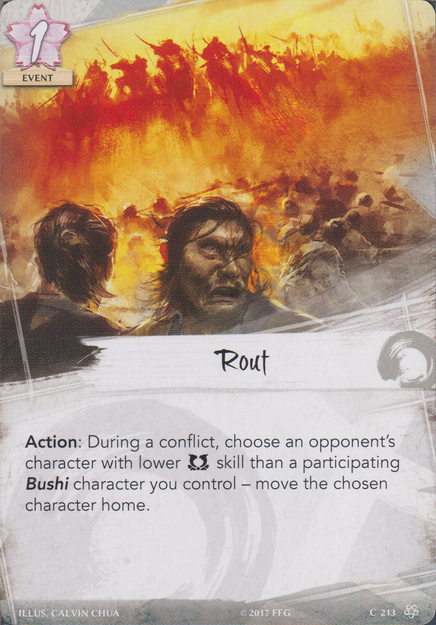 1
EVENT
Rout
Action: During a conflict, choose an opponent's
character with lower skill than a participating
Bushi character you control – move the chosen
character home.
ILLUS. CALVIN CHUA
© 2017 FFG
C 213